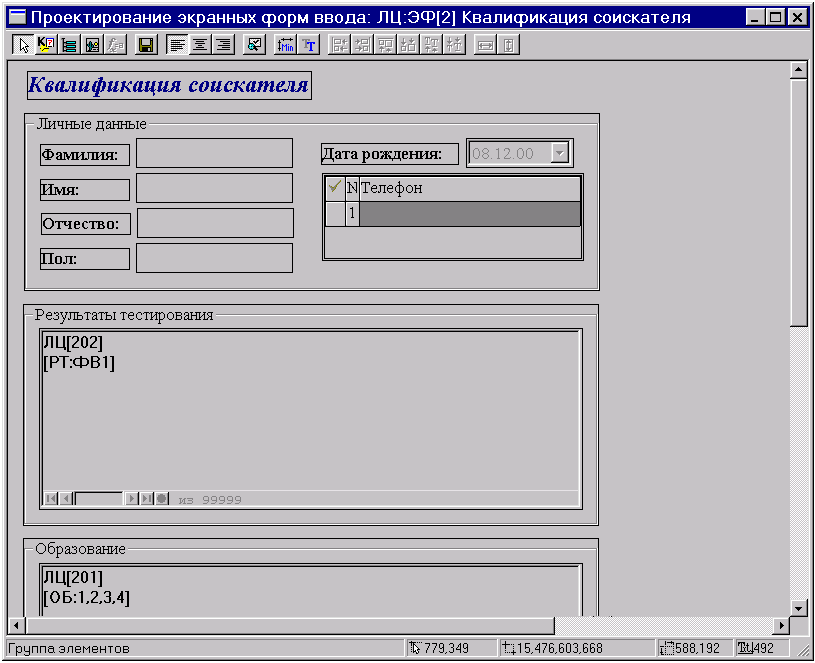 Проектирование экранных форм ввода: ЛЦ:ЭФ[2] Квалификация соискателя
Квалификация соискателя
Личные данные
Фамилия:
Дата рождения: 08.12.00
Имя:
N Телефон
1
Отчество:
Пол:
Результаты тестирования
ЛЦ[202]
[РТ:ФВ1]
из 99999
Образование
ЛЦ[201]
[ОБ:1,2,3,4]
Группа элементов 779,349 15,476,603,668 588,192 492